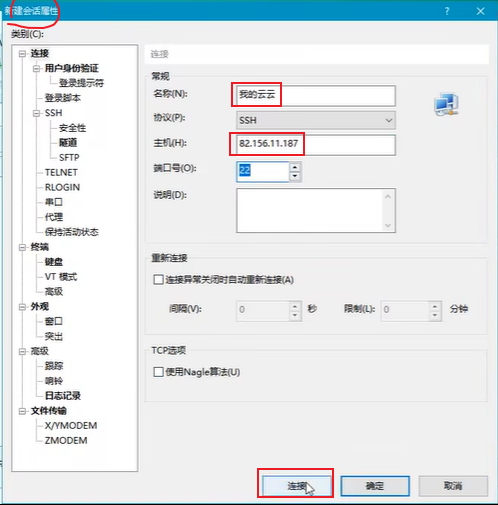 新建会话属性
?
类别(C):
连接
用户身份验证
登录提示符
登录脚本
SSH
安全性
隧道
SFTP
TELNET
RLOGIN
串口
代理
保持活动状态
终端
键盘
VT 模式
高级
外观
窗口
突出
高级
跟踪
响铃
日志记录
文件传输
X/YMODEM
ZMODEM
连接
常规
名称(N): 我的云云
协议(P): SSH
主机(H): 82.156.11.187
端口号(O): 22
说明(D):
重新连接
连接异常关闭时自动重新连接(A)
间隔(V): 0 秒 限制(L): 0 分钟
TCP选项
使用Nagle算法(U)
连接 确定 取消